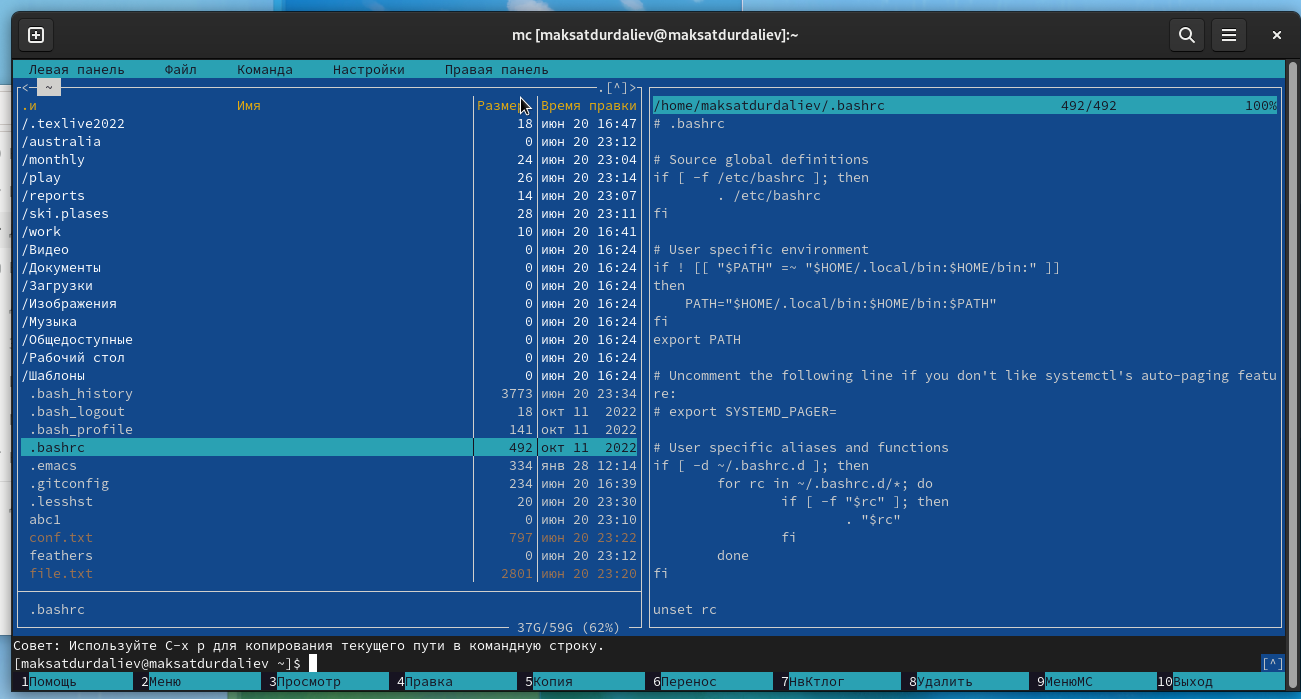 mc [maksatdurdaliev@maksatdurdaliev]:~
Левая панель Файл Команда Настройки Правая панель
<- ~ .[^]>
.и Имя Разме Время правки
/.texlive2022 18 июн 20 16:47
/australia 0 июн 20 23:12
/monthly 24 июн 20 23:04
/play 26 июн 20 23:14
/reports 14 июн 20 23:07
/ski.plases 28 июн 20 23:11
/work 10 июн 20 16:41
/Видео 0 июн 20 16:24
/Документы 0 июн 20 16:24
/Загрузки 0 июн 20 16:24
/Изображения 0 июн 20 16:24
/Музыка 0 июн 20 16:24
/Общедоступные 0 июн 20 16:24
/Рабочий стол 0 июн 20 16:24
/Шаблоны 0 июн 20 16:24
.bash_history 3773 июн 20 23:34
.bash_logout 18 окт 11 2022
.bash_profile 141 окт 11 2022
.bashrc 492 окт 11 2022
.emacs 334 янв 28 12:14
.gitconfig 234 июн 20 16:39
.lesshst 20 июн 20 23:30
abc1 0 июн 20 23:10
conf.txt 797 июн 20 23:22
feathers 0 июн 20 23:12
file.txt 2801 июн 20 23:20
.bashrc
37G/59G (62%)
/home/maksatdurdaliev/.bashrc 492/492 100%
# .bashrc
# Source global definitions
if [ -f /etc/bashrc ]; then
. /etc/bashrc
fi
# User specific environment
if ! [[ "$PATH" =~ "$HOME/.local/bin:$HOME/bin:" ]]
then
PATH="$HOME/.local/bin:$HOME/bin:$PATH"
fi
export PATH
# Uncomment the following line if you don't like systemctl's auto-paging featu
re:
# export SYSTEMD_PAGER=
# User specific aliases and functions
if [ -d ~/.bashrc.d ]; then
for rc in ~/.bashrc.d/*; do
if [ -f "$rc" ]; then
. "$rc"
fi
done
fi
unset rc
Совет: Используйте C-x p для копирования текущего пути в командную строку.
[maksatdurdaliev@maksatdurdaliev ~]$ [^]
1Помощь 2Меню 3Просмотр 4Правка 5Копия 6Перенос 7НвКтлог 8Удалить 9МенюMC 10Выход